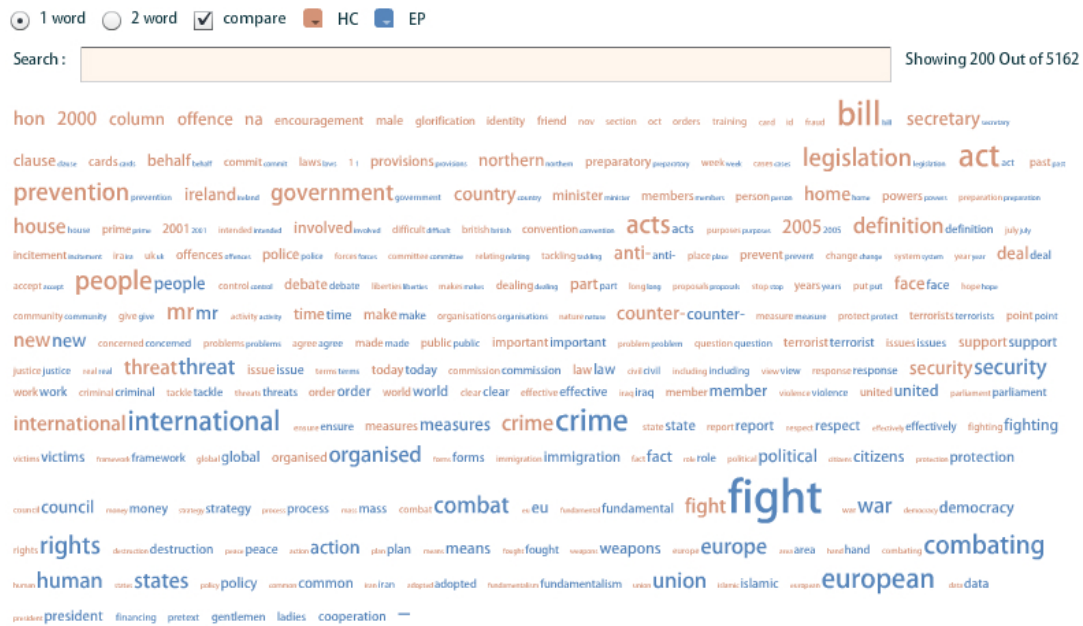 1 word 2 word compare HC EP
Search : Showing 200 Out of 5162
hon 2000 column offence na encouragement male glorification identity friend nov section oct orders training card id fraud bill bill secretary secretary
clause clause cards cards behalf behalf commit commit laws laws provisions provisions northern northern preparatory preparatory week week cases cases legislation legislation act act past past
prevention prevention ireland ireland government government country country minister minister members members person person home home powers powers preparation preparation
house house prime prime 2001 2001 intended intended involved involved difficult difficult british british convention convention acts acts purposes purposes 2005 2005 definition definition july july
incitement incitement ira ira uk uk offences offences police police forces forces committee committee relating relating tackling tackling anti- anti- place place prevent prevent change change system system year year deal deal
accept accept people people control control debate debate liberties liberties makes makes dealing dealing part part long long proposals proposals stop stop years years put put face face hope hope
community community give give mr mr activity activity time time make make organisations organisations nature nature counter- counter- measure measure protect protect terrorists terrorists point point
new new concerned concerned problems problems agree agree made made public public important important problem problem question question terrorist terrorist issues issues support support
justice justice real real threat threat issue issue terms terms today today commission commission law law civil civil including including view view response response security security
work work criminal criminal tackle tackle threats threats order order world world clear clear effective effective iraq iraq member member violence violence united united parliament parliament
international international ensure ensure measures measures crime crime state state report report respect respect effectively effectively fighting fighting
victims victims framework framework global global organised organised forms forms immigration immigration fact fact role role political political citizens citizens protection protection
council council money money strategy strategy process process mass mass combat combat eu eu fundamental fundamental fight fight war war democracy democracy
rights rights destruction destruction peace peace action action plan plan means means fought fought weapons weapons europe europe area area hand hand combating combating
human human states states policy policy common common iran iran adopted adopted fundamentalism fundamentalism union union islamic islamic european european data data
president president financing pretext gentlemen ladies cooperation –